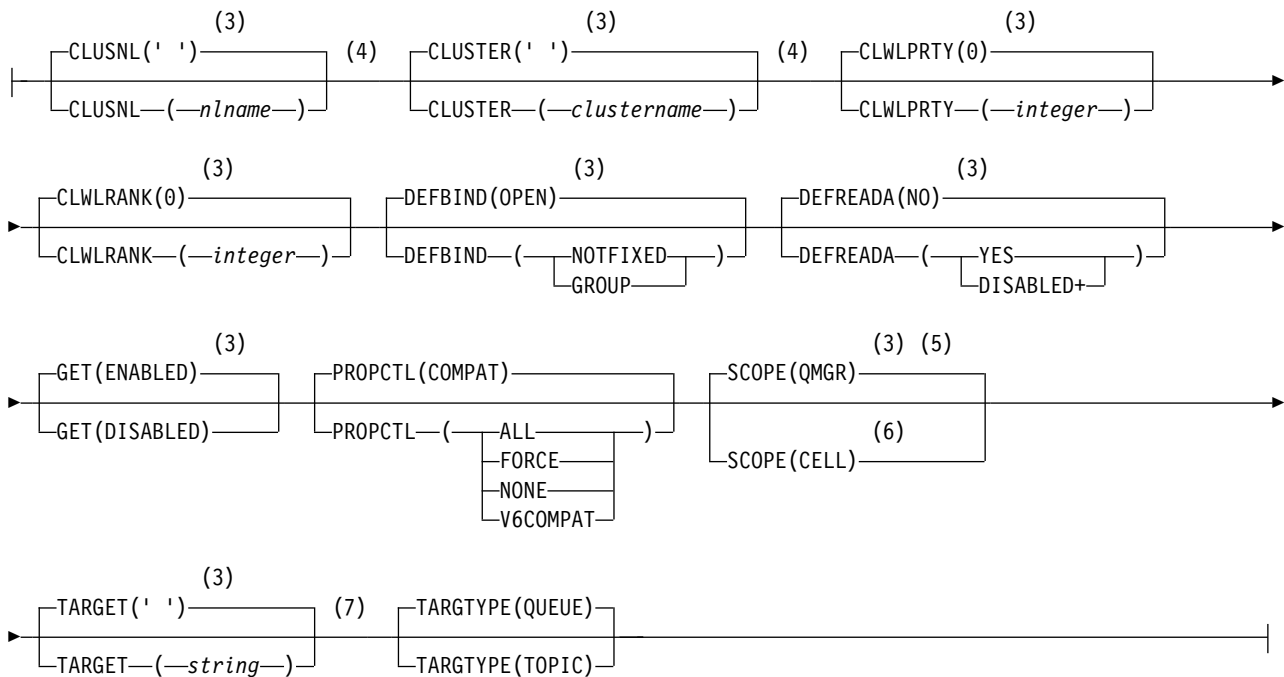 (3) (3) (3)
CLUSNL(' ') (4) CLUSTER(' ') (4) CLWLPRTY(0)
CLUSNL ( nlname ) CLUSTER ( clustername ) CLWLPRTY ( integer )
(3) (3) (3)
CLWLRANK(0) DEFBIND(OPEN) DEFREADA(NO)
CLWLRANK ( integer ) DEFBIND ( NOTFIXED ) DEFREADA ( YES )
GROUP DISABLED+
(3) (3) (5)
GET(ENABLED) PROPCTL(COMPAT) SCOPE(QMGR)
GET(DISABLED) PROPCTL ( ALL ) (6)
FORCE SCOPE(CELL)
NONE
V6COMPAT
(3)
TARGET(' ') (7) TARGTYPE(QUEUE)
TARGET ( string ) TARGTYPE(TOPIC)